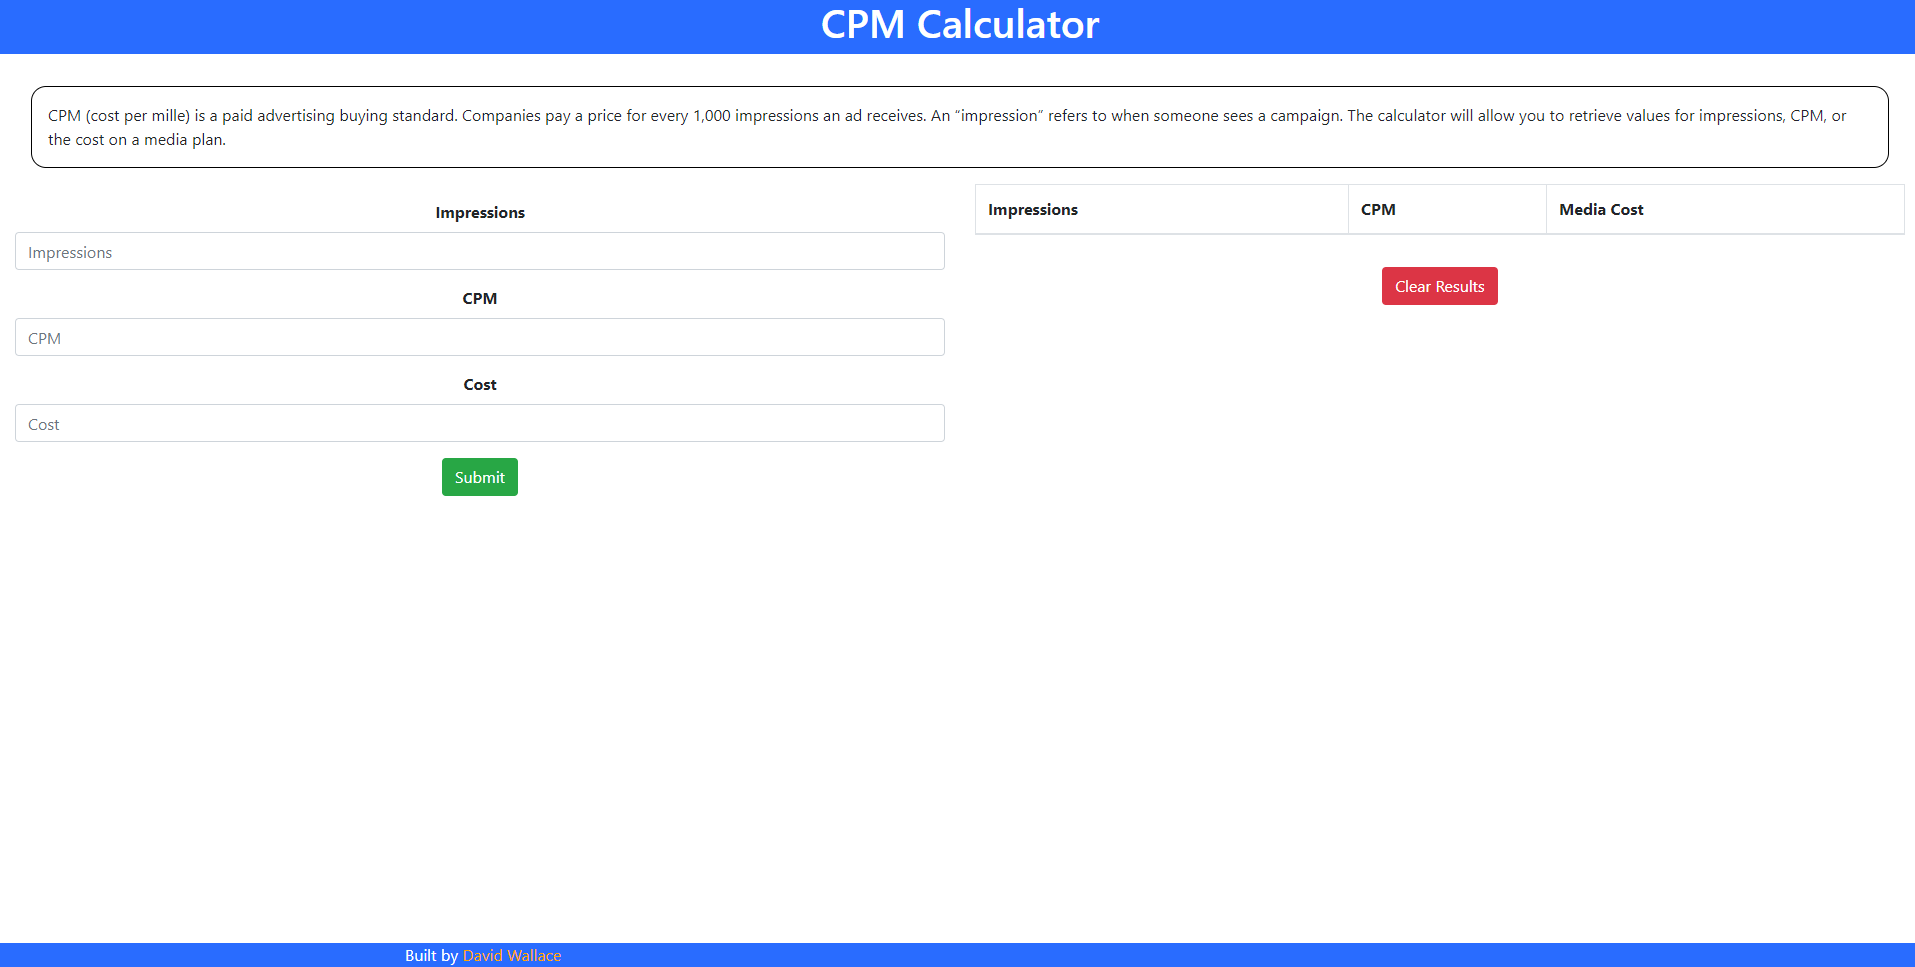 CPM Calculator
CPM (cost per mille) is a paid advertising buying standard. Companies pay a price for every 1,000 impressions an ad receives. An “impression” refers to when someone sees a campaign. The calculator will allow you to retrieve values for impressions, CPM, or
the cost on a media plan.
Impressions
Impressions
CPM
CPM
Cost
Cost
Submit
Impressions CPM Media Cost
Clear Results
Built by David Wallace